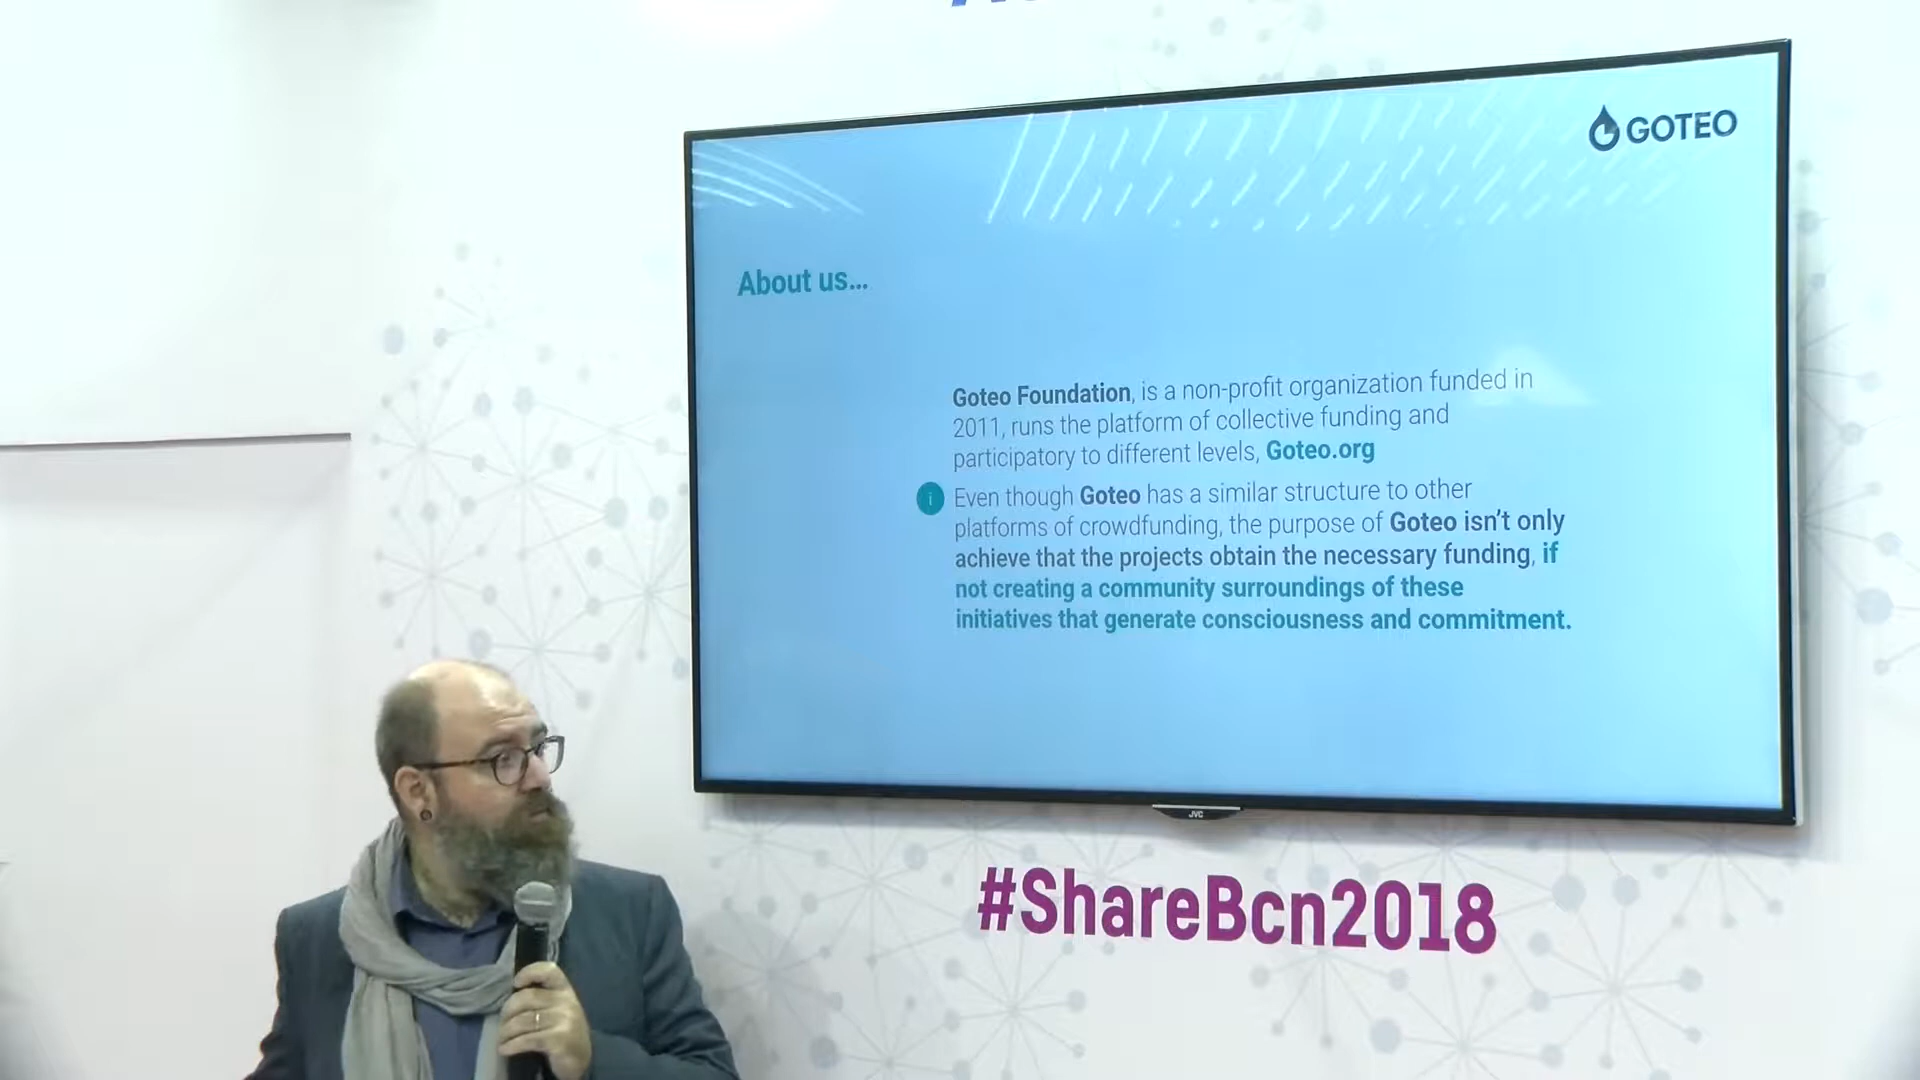 GOTEO
About us...
Goteo Foundation, is a non-profit organization funded in
2011, runs the platform of collective funding and
participatory to different levels, Goteo.org
i Even though Goteo has a similar structure to other
platforms of crowdfunding, the purpose of Goteo isn't only
achieve that the projects obtain the necessary funding, if
not creating a community surroundings of these
initiatives that generate consciousness and commitment.
JVC
#ShareBcn2018